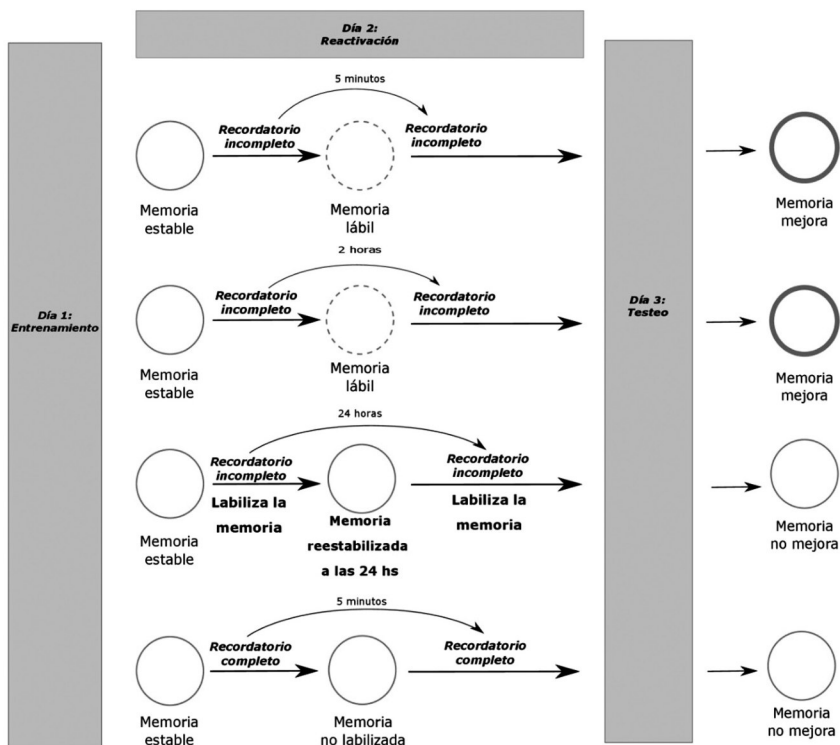 Día 2:
Reactivación
Día 1:
Entrenamiento
Día 3:
Testeo
5 minutos
Recordatorio
incompleto
Recordatorio
incompleto
Memoria
estable
Memoria
lábil
Memoria
mejora
2 horas
Recordatorio
incompleto
Recordatorio
incompleto
Memoria
estable
Memoria
lábil
Memoria
mejora
24 horas
Recordatorio
incompleto
Recordatorio
incompleto
Labiliza la
memoria
Labiliza la
memoria
Memoria
estable
Memoria
reestabilizada
a las 24 hs
Memoria
no mejora
5 minutos
Recordatorio
completo
Recordatorio
completo
Memoria
estable
Memoria
no labilizada
Memoria
no mejora